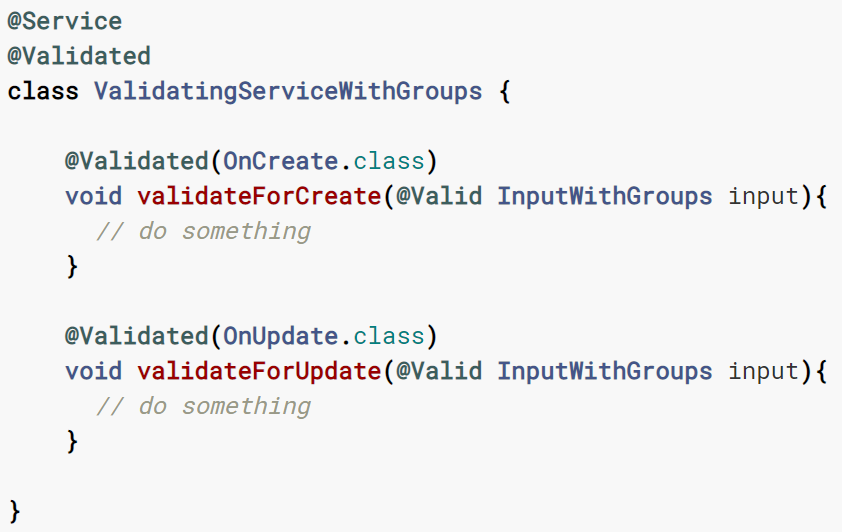 @Service
@Validated
class ValidatingServiceWithGroups {
@Validated(OnCreate.class)
void validateForCreate(@Valid InputWithGroups input){
// do something
}
@Validated(OnUpdate.class)
void validateForUpdate(@Valid InputWithGroups input){
// do something
}
}